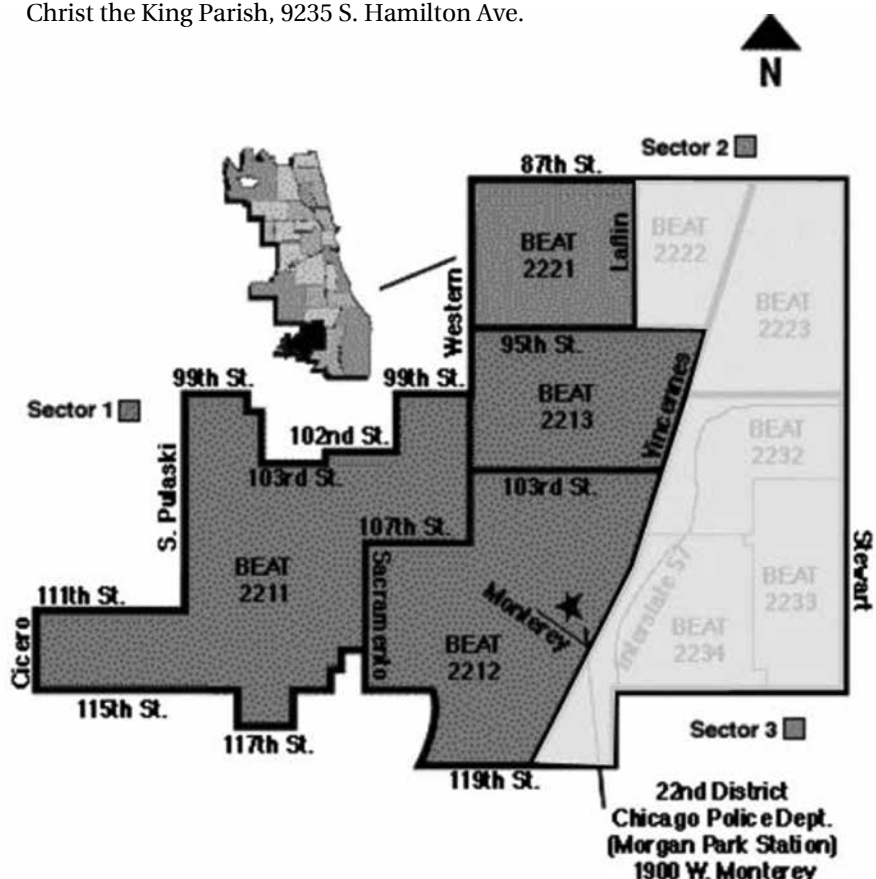 Christ the King Parish, 9235 S. Hamilton Ave.
N
Sector 2
87th St.
BEAT
2221
Laflin
BEAT
2222
BEAT
2223
Western
95th St.
99th St.
99th St.
Sector 1
BEAT
2213
Vincennes
102nd St.
103rd St.
103rd St.
BEAT
2232
S. Pulaski
107th St.
BEAT
2211
Sacramento
Monterey
Interstate 57
BEAT
2233
Stewart
111th St.
Cicero
BEAT
2212
BEAT
2234
115th St.
117th St.
Sector 3
119th St.
22nd District
Chicago Police Dept.
(Morgan Park Station)
1900 W. Monterey